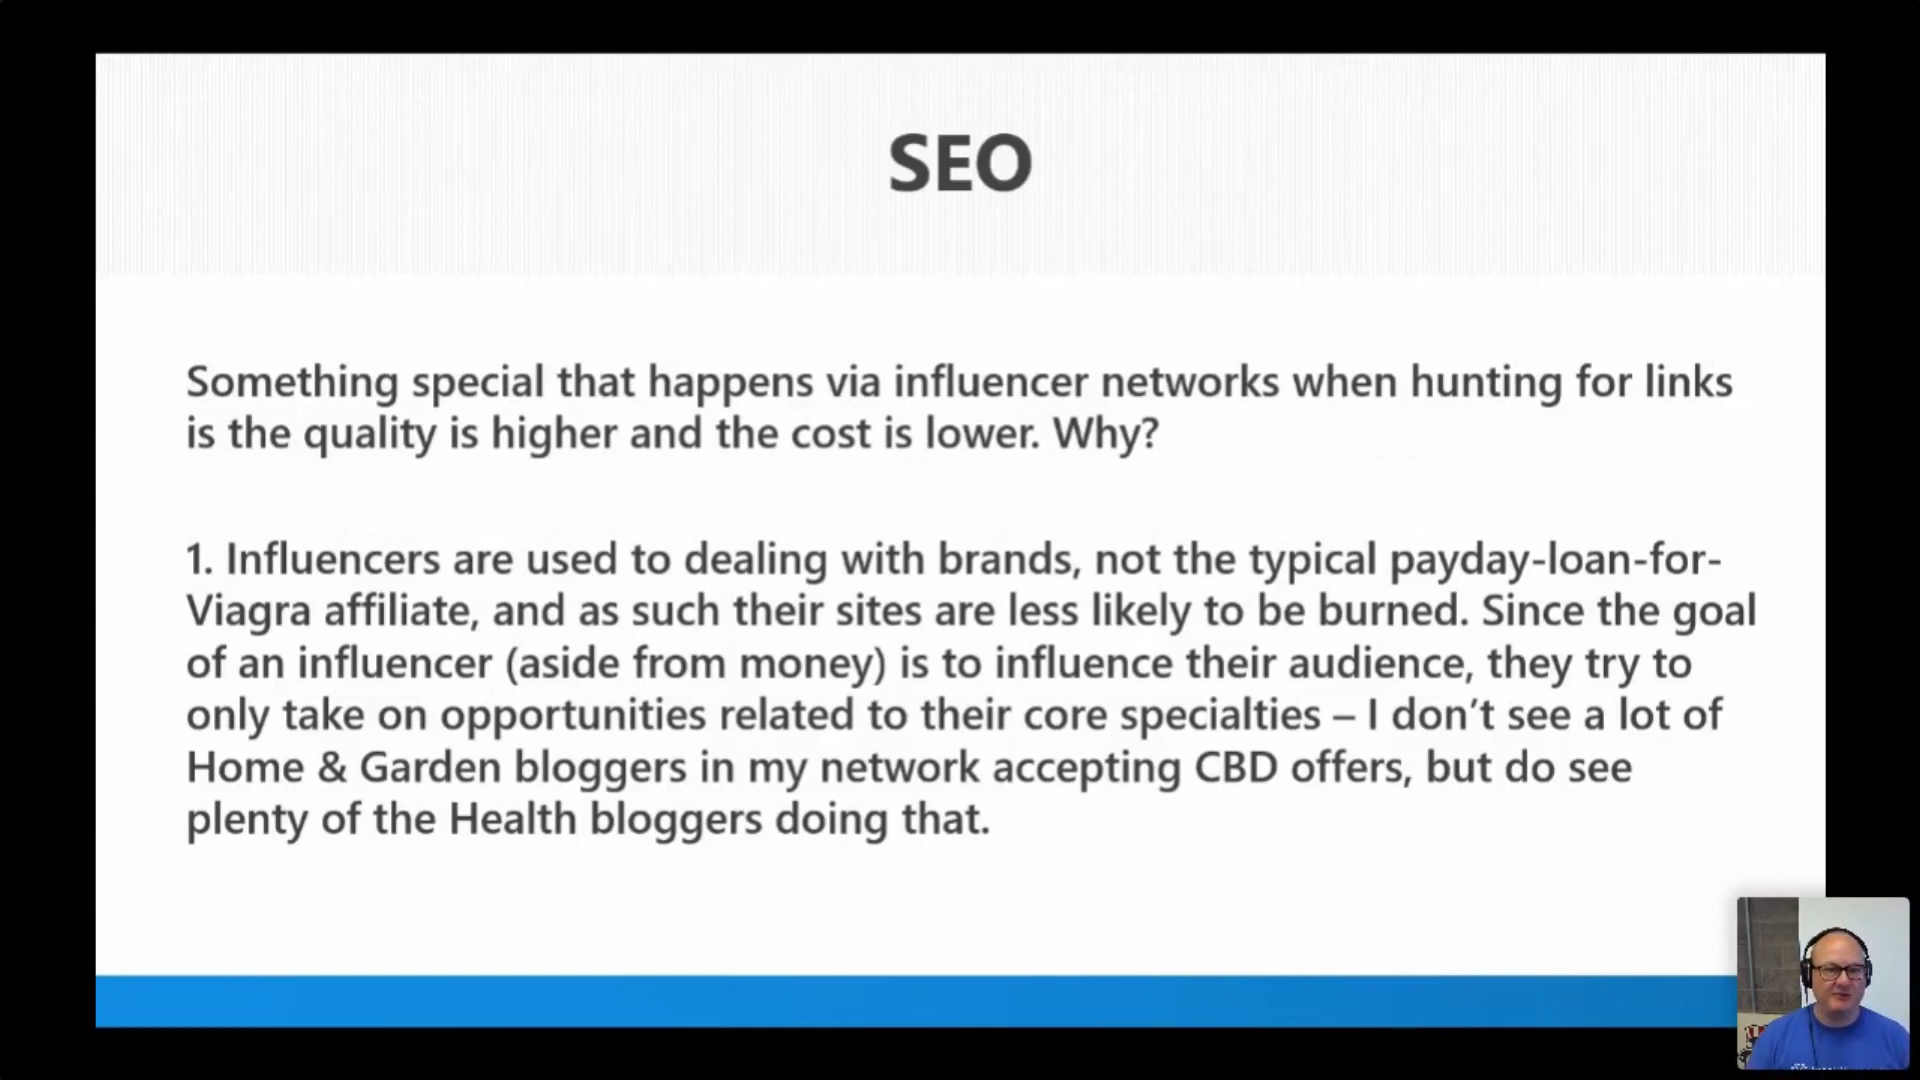 SEO
Something special that happens via influencer networks when hunting for links
is the quality is higher and the cost is lower. Why?
1. Influencers are used to dealing with brands, not the typical payday-loan-for-
Viagra affiliate, and as such their sites are less likely to be burned. Since the goal
of an influencer (aside from money) is to influence their audience, they try to
only take on opportunities related to their core specialties – I don’t see a lot of
Home & Garden bloggers in my network accepting CBD offers, but do see
plenty of the Health bloggers doing that.